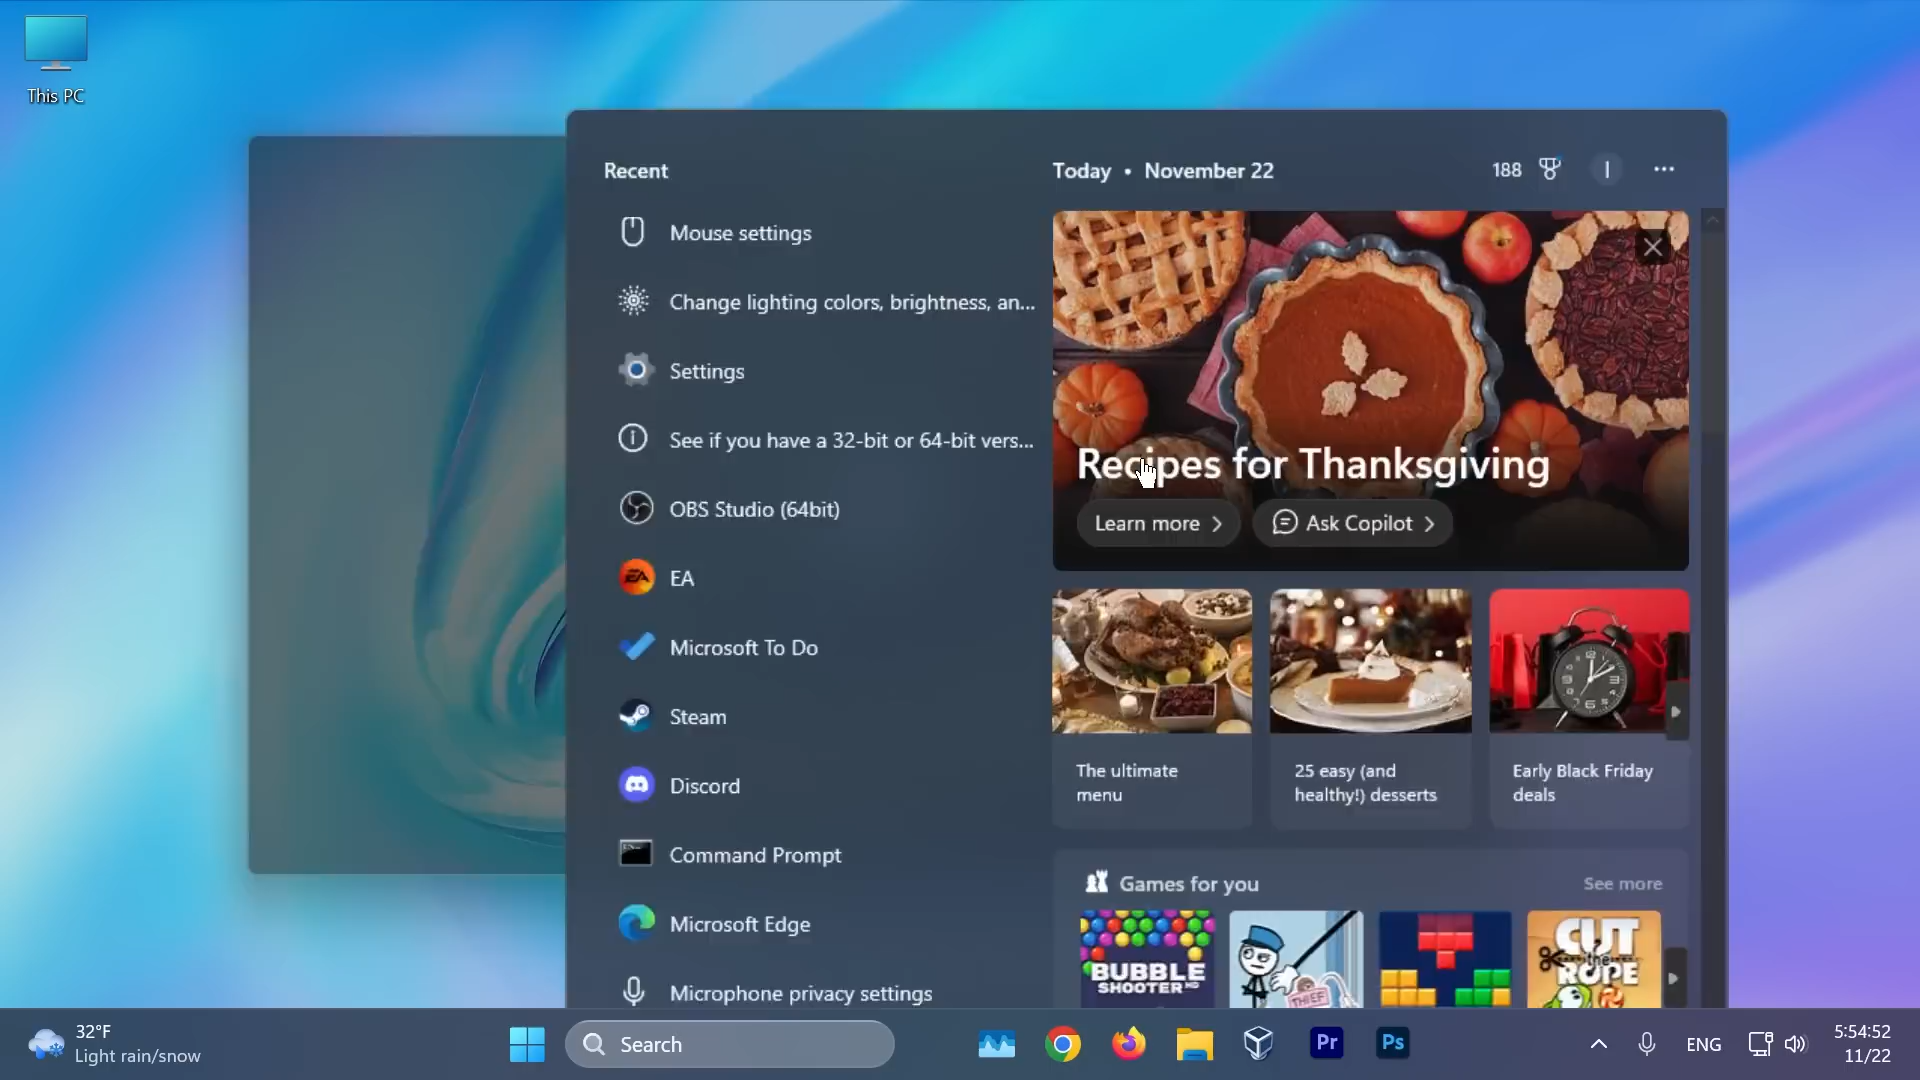 This PC
Recent
Mouse settings
Change lighting colors, brightness, an...
Settings
See if you have a 32-bit or 64-bit vers...
OBS Studio (64bit)
EA
EA
Microsoft To Do
Steam
Discord
Command Prompt
Microsoft Edge
Microphone privacy settings
Today • November 22
188
I
Recipes for Thanksgiving
Learn more
Ask Copilot
The ultimate
menu
25 easy (and
healthy!) desserts
Early Black Friday
deals
Games for you
See more
BUBBLE
SHOOTER HD
THIEF
CUT
the
ROPE
32°F
Light rain/snow
Search
Pr
Ps
ENG
5:54:52
11/22